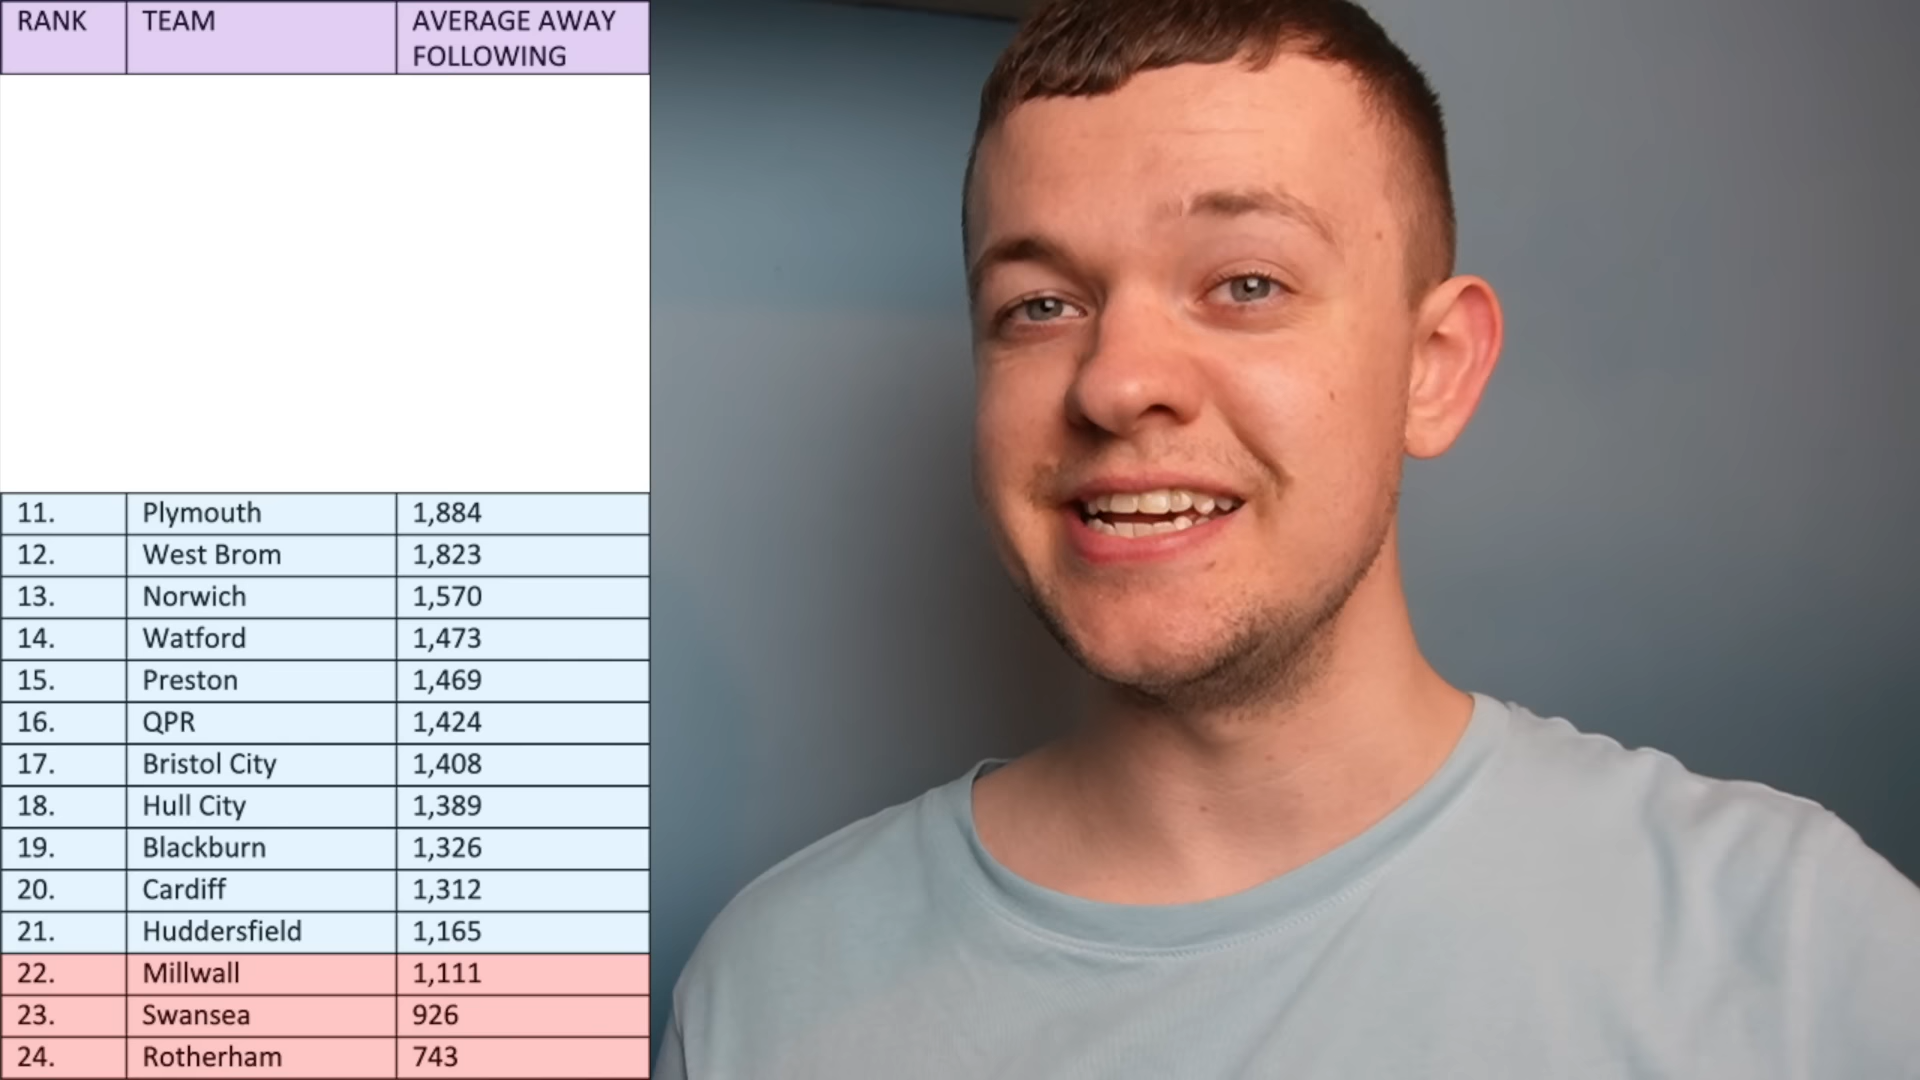 RANK TEAM AVERAGE AWAY
FOLLOWING
11. Plymouth 1,884
12. West Brom 1,823
13. Norwich 1,570
14. Watford 1,473
15. Preston 1,469
16. QPR 1,424
17. Bristol City 1,408
18. Hull City 1,389
19. Blackburn 1,326
20. Cardiff 1,312
21. Huddersfield 1,165
22. Millwall 1,111
23. Swansea 926
24. Rotherham 743